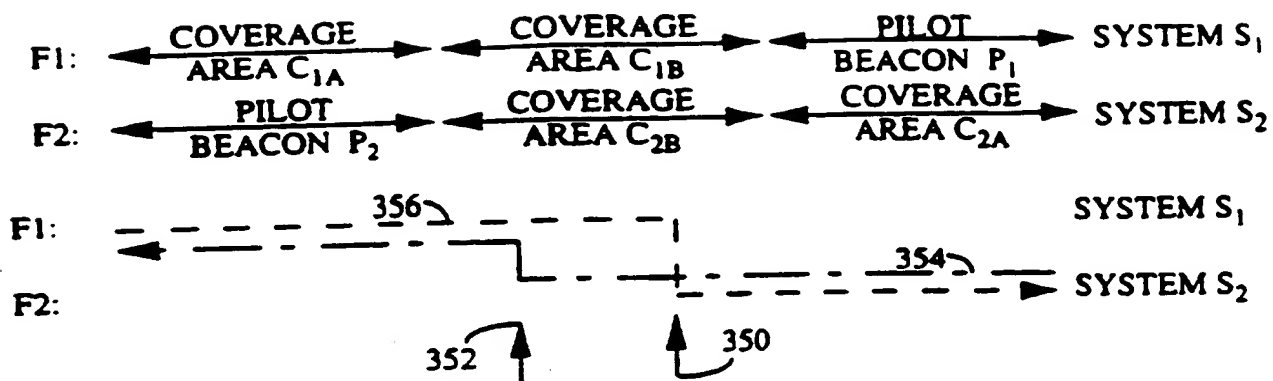 F1: COVERAGE AREA C1A COVERAGE AREA C1B PILOT BEACON P1 SYSTEM S1
F2: PILOT BEACON P2 COVERAGE AREA C2B COVERAGE AREA C2A SYSTEM S2
F1: 356 SYSTEM S1
F2: 354 SYSTEM S2
352 350